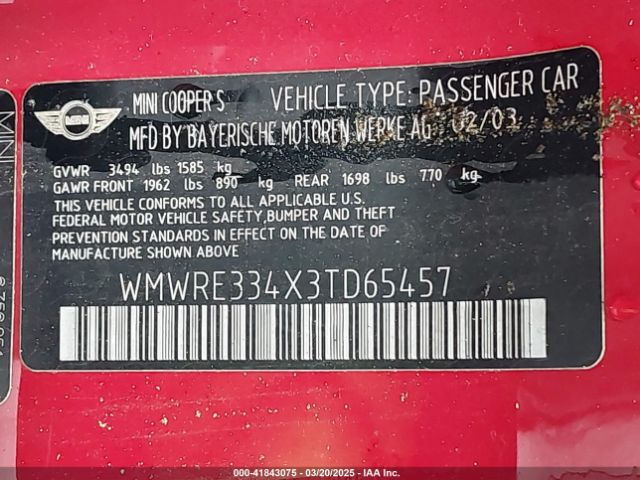 MINI COOPER S VEHICLE TYPE: PASSENGER CAR
MINI
MFD BY BAYERISCHE MOTOREN WERKE AG 02/03
GVWR 3494 lbs 1585 kg
GAWR FRONT 1962 lbs 890 kg REAR 1698 lbs 770 kg
THIS VEHICLE CONFORMS TO ALL APPLICABLE U.S.
FEDERAL MOTOR VEHICLE SAFETY, BUMPER AND THEFT
PREVENTION STANDARDS IN EFFECT ON THE DATE OF
MANUFACTURE SHOWN ABOVE
WMWRE334X3TD65457
MINI
000-41843075 — 03/20/2025 — IAA Inc.